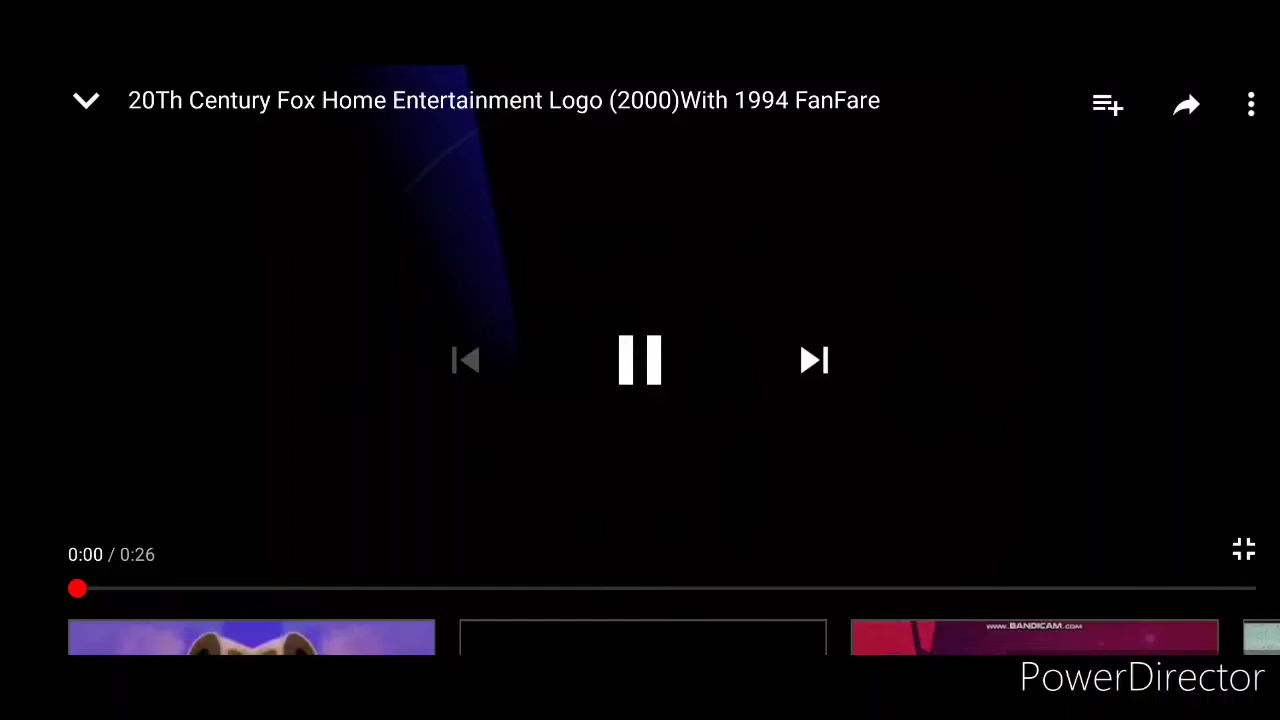 20Th Century Fox Home Entertainment Logo (2000)With 1994 FanFare
0:00 / 0:26
www.BANDICAM.com
PowerDirector